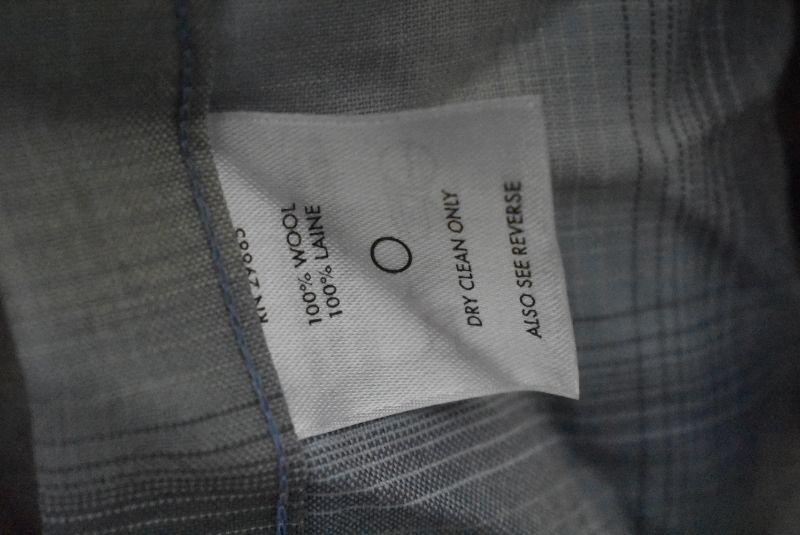 100% WOOL
100% LAINE
DRY CLEAN ONLY
ALSO SEE REVERSE